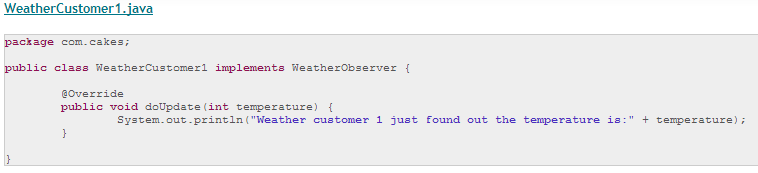 WeatherCustomer1.java
package com.cakes;
public class WeatherCustomer1 implements WeatherObserver {
@Override
public void doUpdate(int temperature) {
System.out.println("Weather customer 1 just found out the temperature is:" + temperature);
}
}